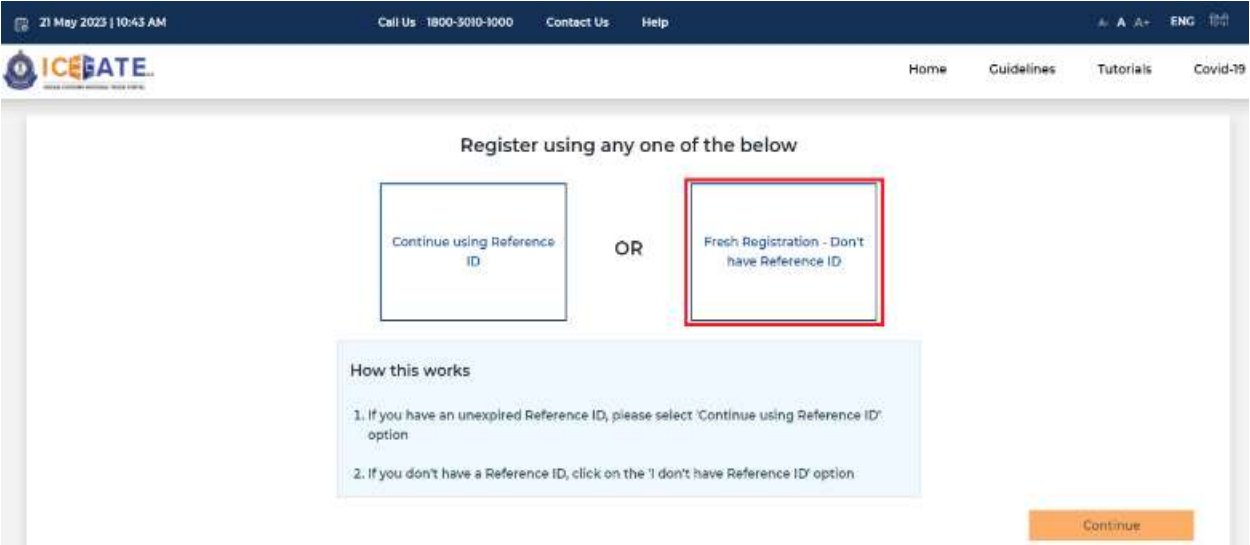 21 May 2023 | 10:43 AM Call Us 1800-3010-1000 Contact Us Help A- A A+ ENG हिंदी
ICEGATE Home Guidelines Tutorials Covid-19
Register using any one of the below
Continue using Reference ID
OR
Fresh Registration - Don't have Reference ID
How this works
1. If you have an unexpired Reference ID, please select 'Continue using Reference ID'
option
2. If you don't have a Reference ID, click on the 'I don't have Reference ID' option
Continue